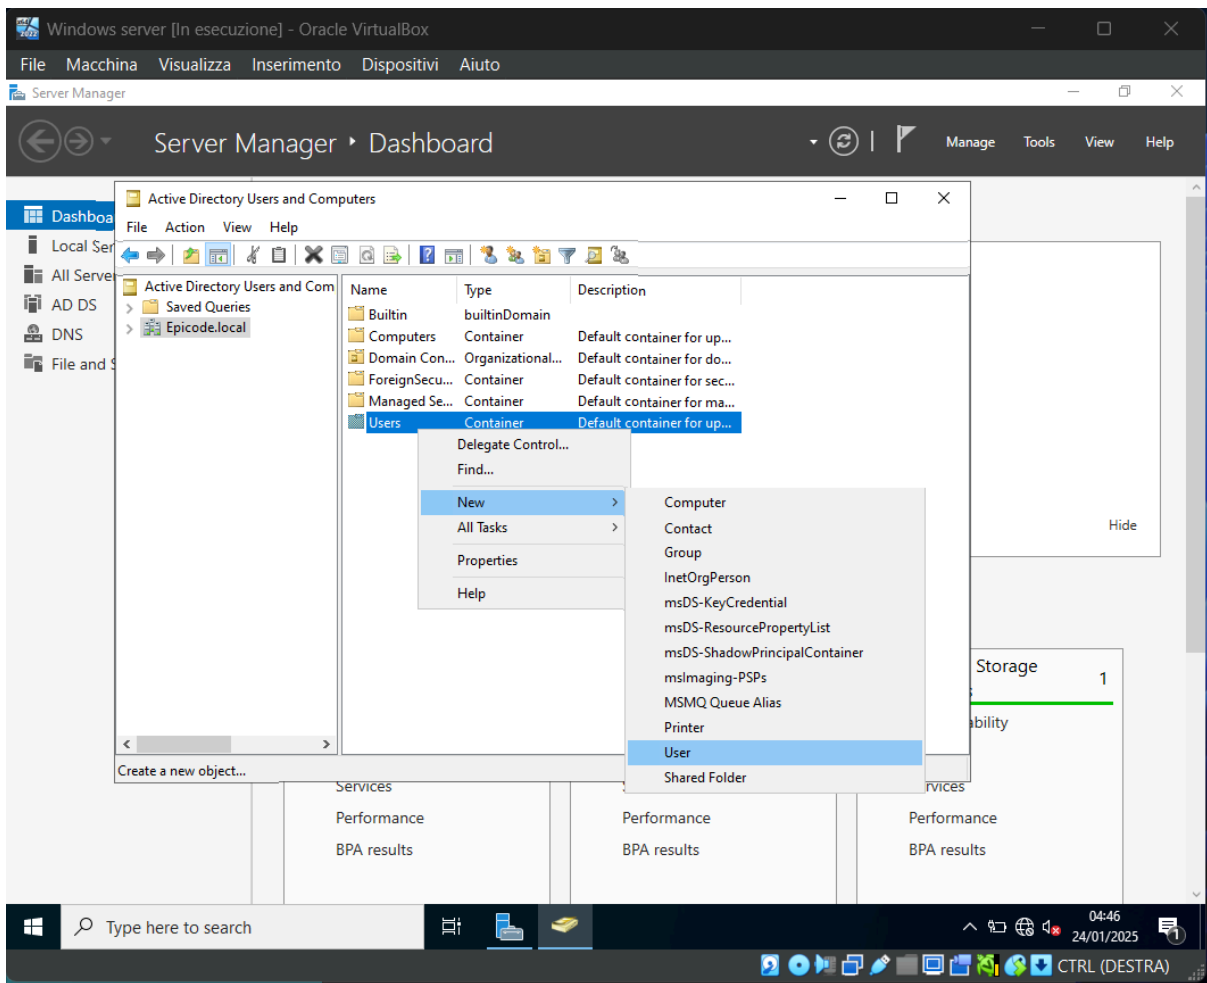 Windows server [In esecuzione] - Oracle VirtualBox
File Macchina Visualizza Inserimento Dispositivi Aiuto
Server Manager
Server Manager ‣ Dashboard
Manage Tools View Help
Dashboa
Local Ser
All Server
AD DS
DNS
File and S
Active Directory Users and Computers
File Action View Help
Active Directory Users and Com
Saved Queries
Epicode.local
Name Type Description
Builtin builtinDomain
Computers Container Default container for up...
Domain Con... Organizational... Default container for do...
ForeignSecu... Container Default container for sec...
Managed Se... Container Default container for ma...
Users Container Default container for up...
Delegate Control...
Find...
New
All Tasks
Properties
Help
Computer
Contact
Group
InetOrgPerson
msDS-KeyCredential
msDS-ResourcePropertyList
msDS-ShadowPrincipalContainer
msImaging-PSPs
MSMQ Queue Alias
Printer
User
Shared Folder
Create a new object...
Hide
Storage
1
ability
Services
rvices
Performance
Performance
Performance
BPA results
BPA results
BPA results
Type here to search
04:46
24/01/2025
1
CTRL (DESTRA)